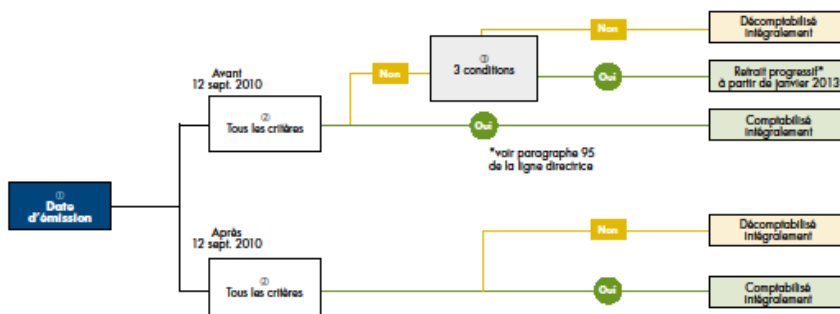 Non
Décomptabilisé
intégralement
③
3 conditions
Avant
12 sept. 2010
Non
Oui
Retrait progressif*
à partir de janvier 2013
②
Tous les critères
Oui
Comptabilisé
intégralement
*voir paragraphe 95
de la ligne directrice
①
Date
d'émission
Après
12 sept. 2010
Non
Décomptabilisé
intégralement
②
Tous les critères
Oui
Comptabilisé
intégralement